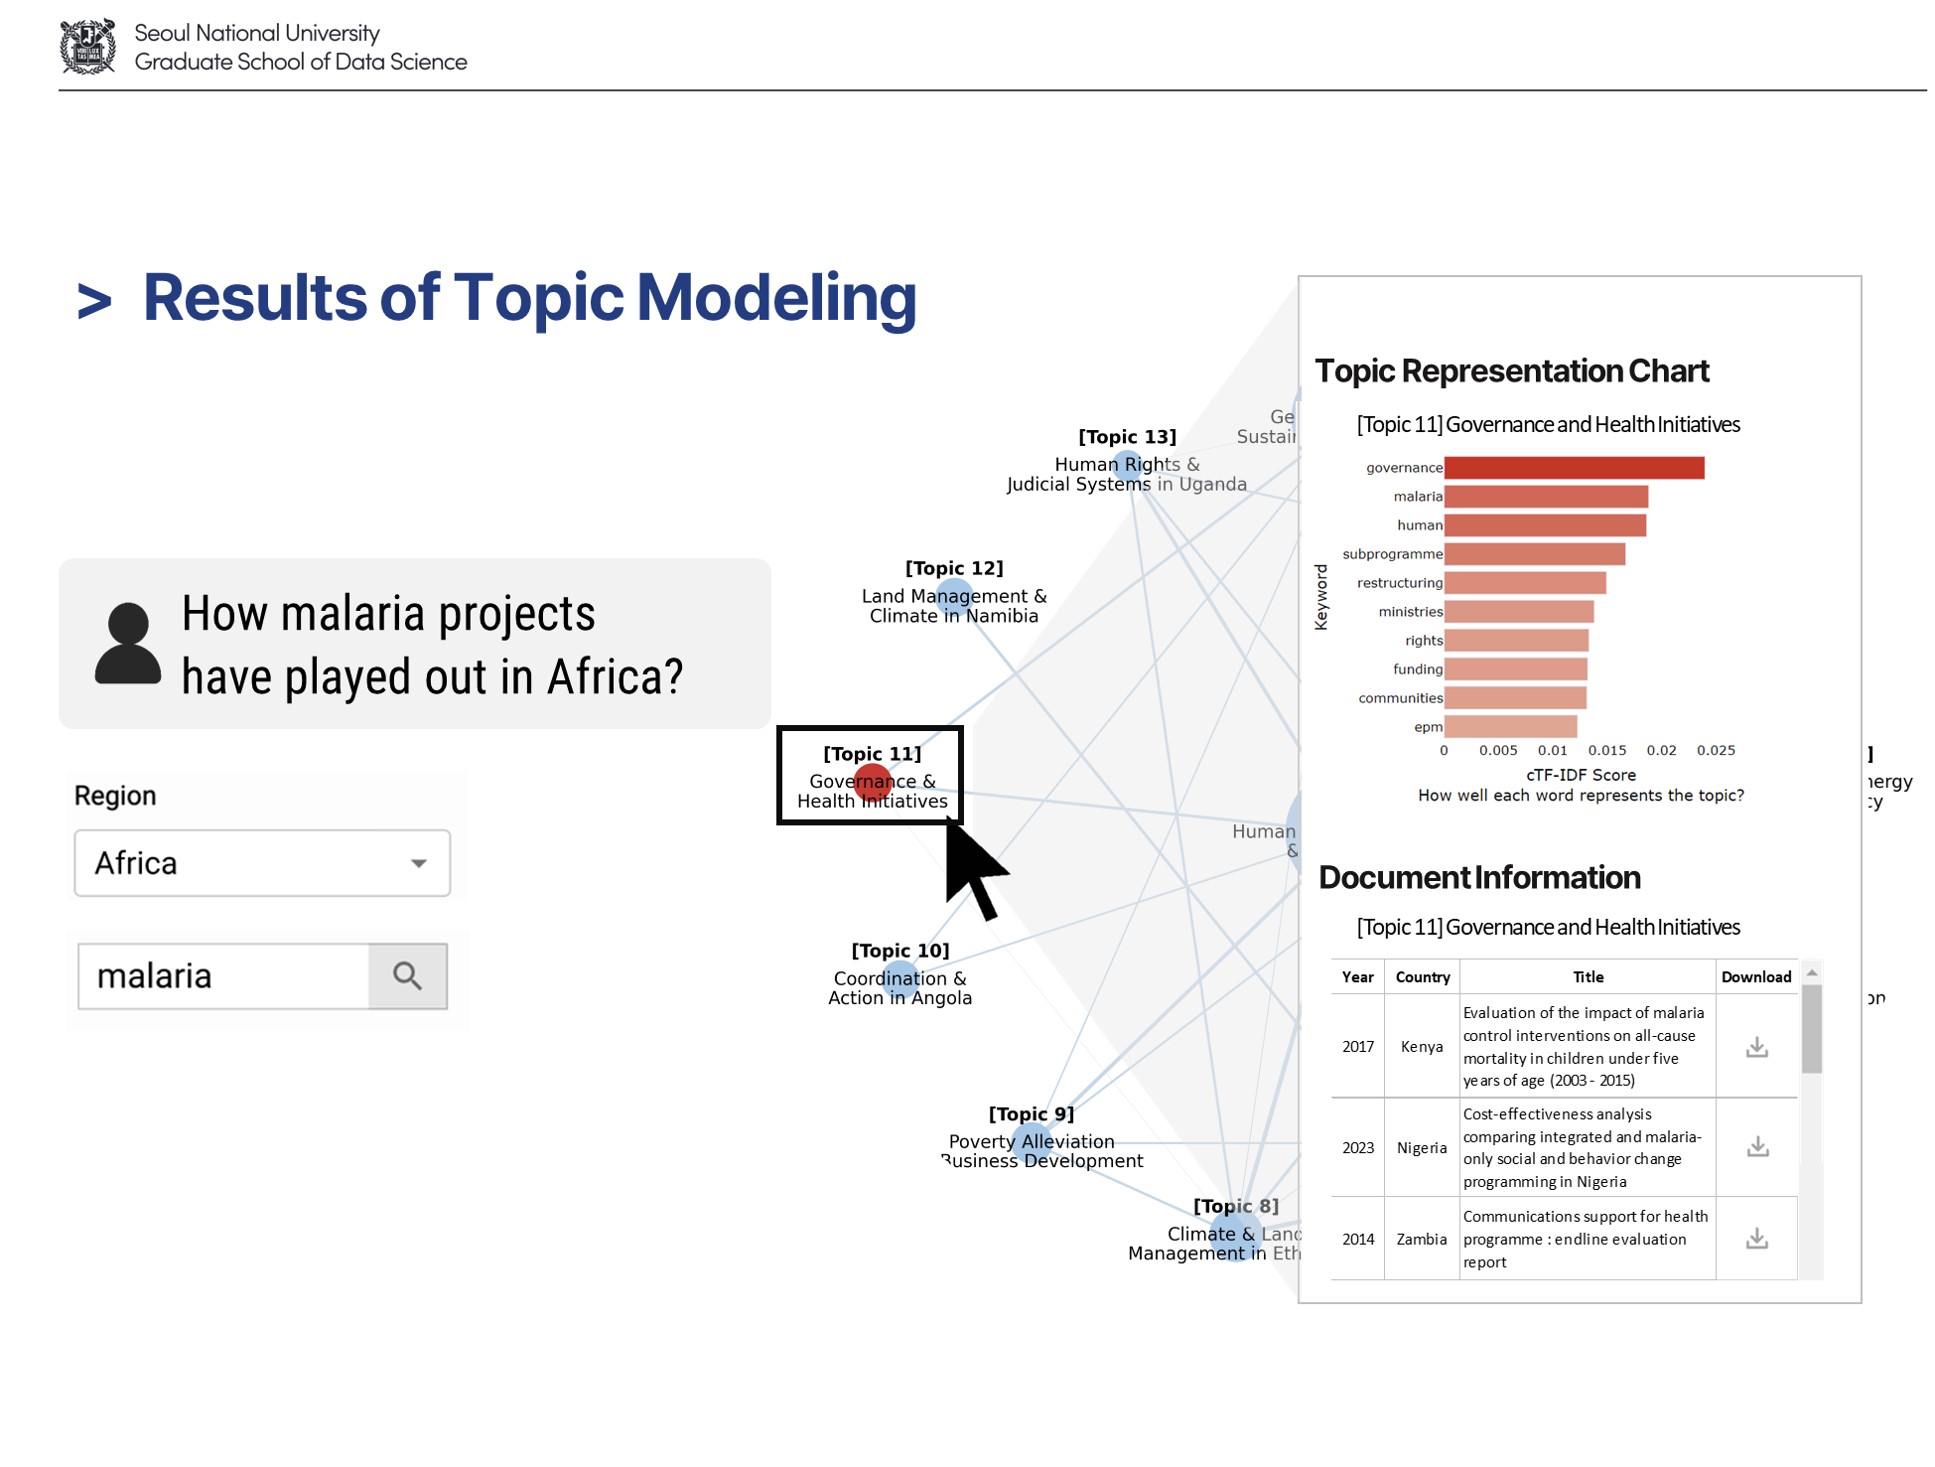 Seoul National University
Graduate School of Data Science
> Results of Topic Modeling
How malaria projects
have played out in Africa?
Region
Africa
malaria
[Topic 13]
Human Rights &
Judicial Systems in Uganda
[Topic 12]
Land Management &
Climate in Namibia
[Topic 11]
Governance &
Health Initiatives
[Topic 10]
Coordination &
Action in Angola
[Topic 9]
Poverty Alleviation
Business Development
[Topic 8]
Climate & Land
Management in Eth
Ge
Sustain
Human
&
Topic Representation Chart
[Topic 11] Governance and Health Initiatives
Keyword
governance
malaria
human
subprogramme
restructuring
ministries
rights
funding
communities
epm
0 0.005 0.01 0.015 0.02 0.025
cTF-IDF Score
How well each word represents the topic?
Document Information
[Topic 11] Governance and Health Initiatives
Year Country Title Download
2017 Kenya Evaluation of the impact of malaria
control interventions on all-cause
mortality in children under five
years of age (2003 - 2015)
2023 Nigeria Cost-effectiveness analysis
comparing integrated and malaria-
only social and behavior change
programming in Nigeria
2014 Zambia Communications support for health
programme : endline evaluation
report
]
nergy
cy
on